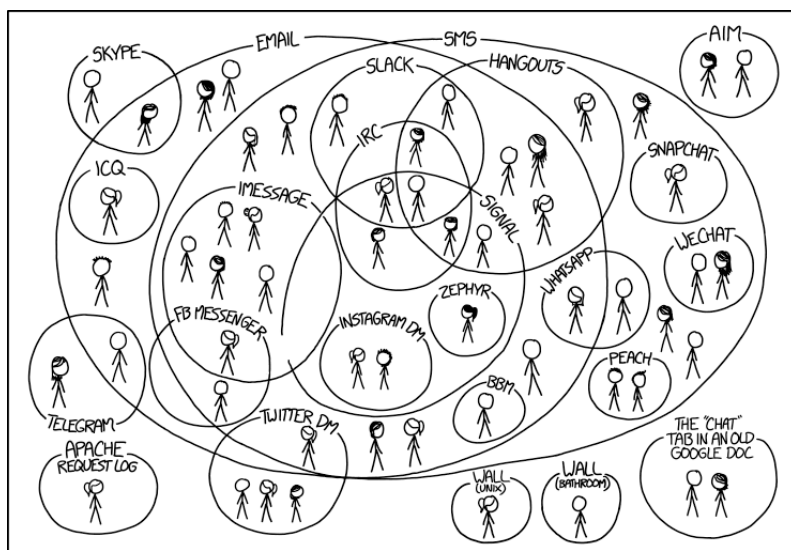 SKYPE
EMAIL
SMS
AIM
SLACK
HANGOUTS
IRC
SNAPCHAT
ICQ
IMESSAGE
SIGNAL
WECHAT
WHATSAPP
ZEPHYR
FB MESSENGER
INSTAGRAM DM
PEACH
BBM
TELEGRAM
TWITTER DM
THE "CHAT"
TAB IN AN OLD
GOOGLE DOC
APACHE
REQUEST LOG
WALL
(UNIX)
WALL
(BATHROOM)